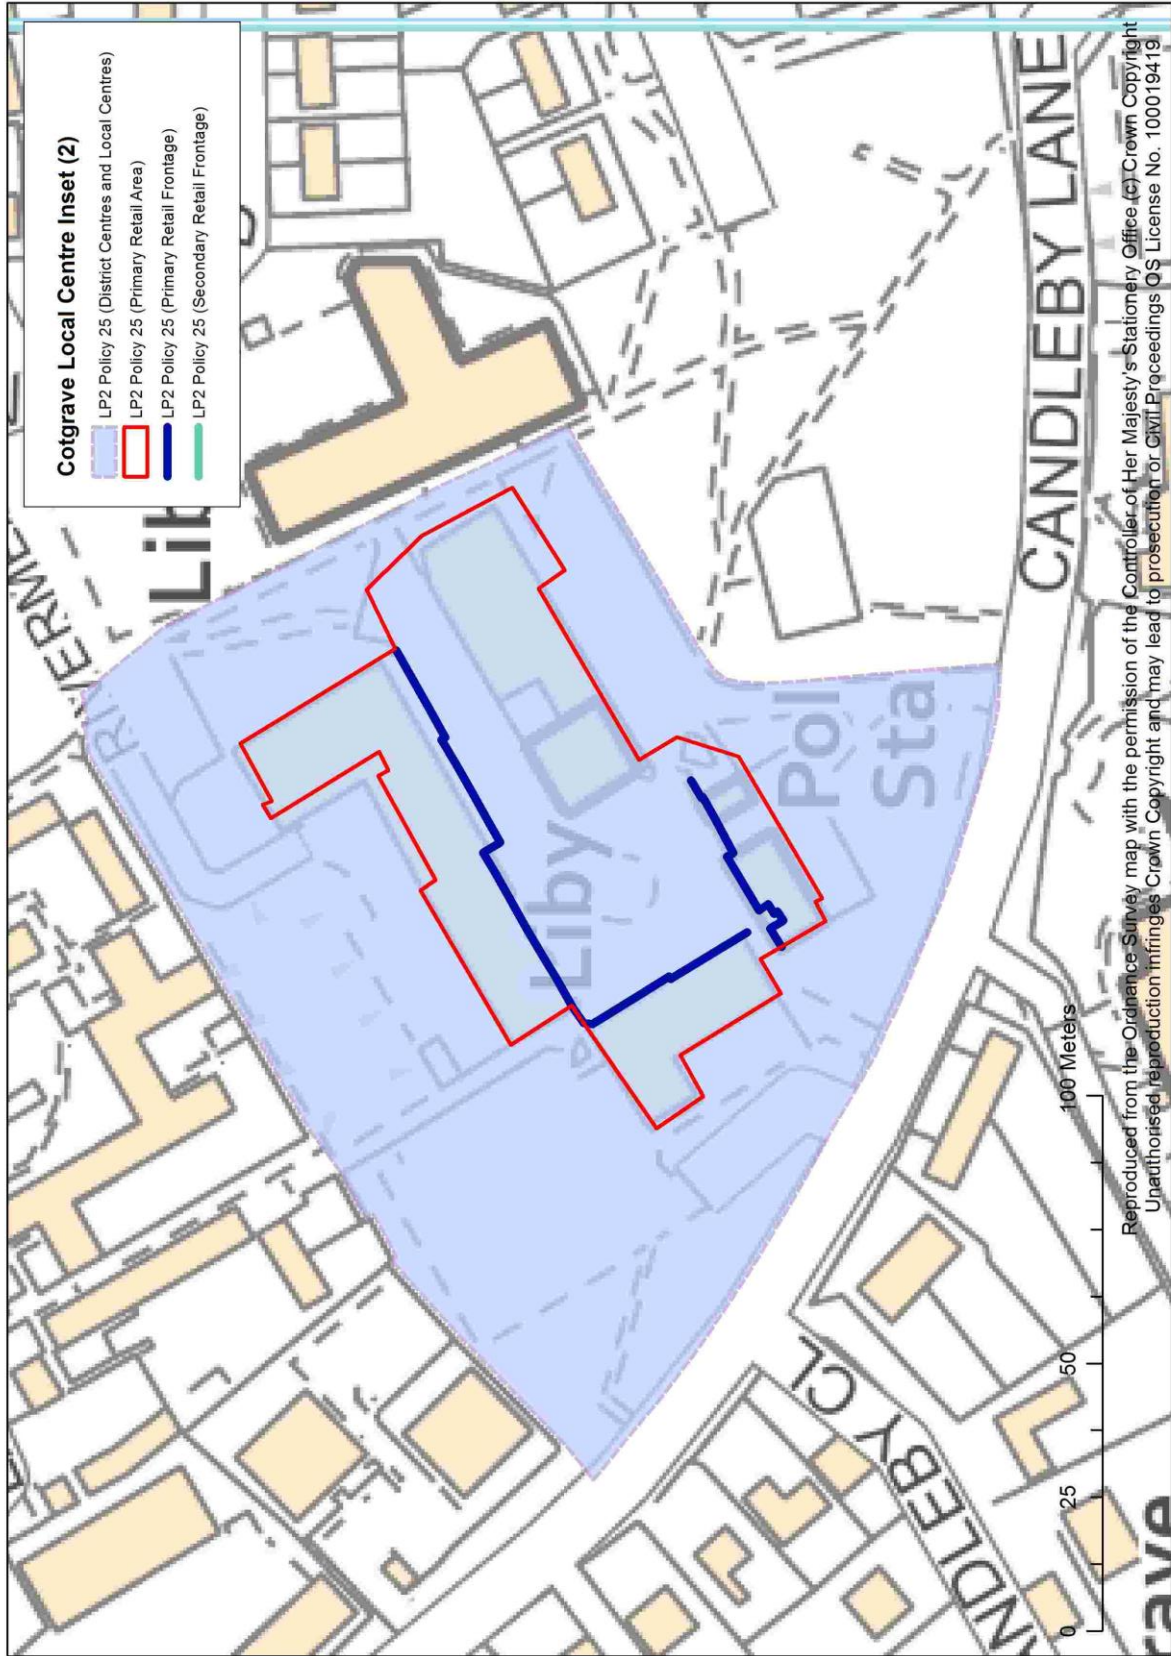 Cotgrave Local Centre Inset (2)
LP2 Policy 25 (District Centres and Local Centres)
LP2 Policy 25 (Primary Retail Area)
LP2 Policy 25 (Primary Retail Frontage)
LP2 Policy 25 (Secondary Retail Frontage)
RIVERME
Lib
Liby
Pol
Sta
CANDLEBY LANE
CL
NDLEBY
rave
0 25 50 100 Meters
Reproduced from the Ordnance Survey map with the permission of the Controller of Her Majesty's Stationery Office (c) Crown Copyright
Unauthorised reproduction infringes Crown Copyright and may lead to prosecution or Civil Proceedings OS License No. 100019419